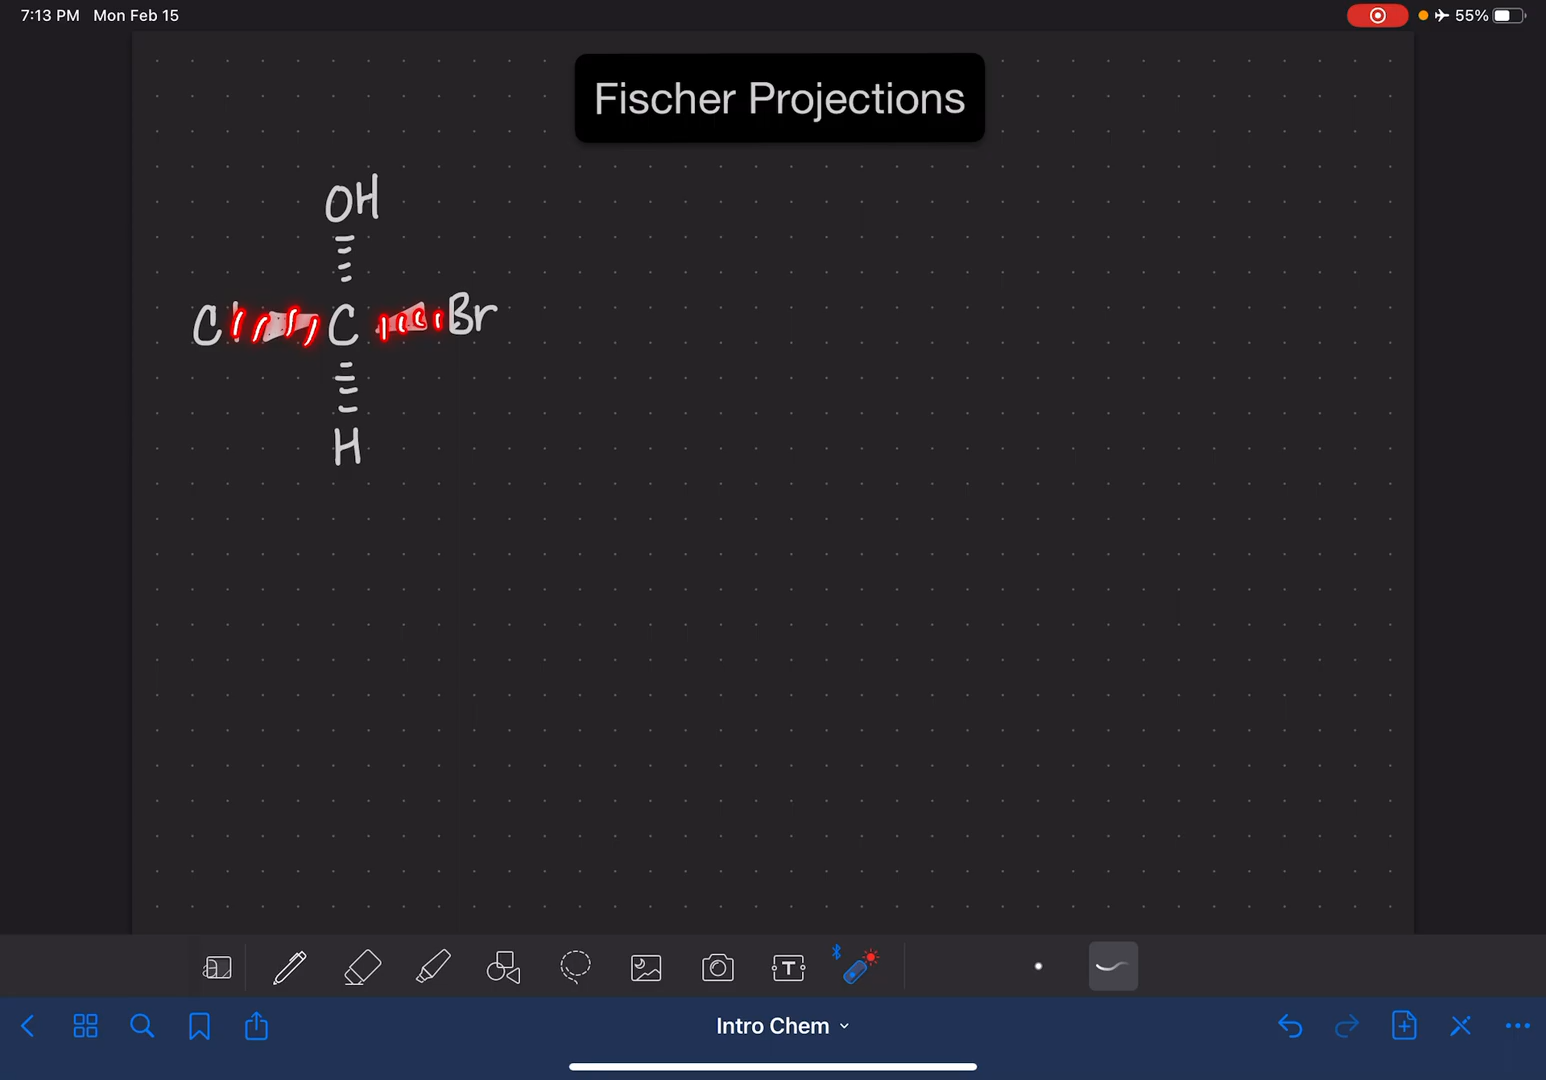 7:13 PM Mon Feb 15
55%
Fischer Projections
OH
Cl C Br
H
T
Intro Chem